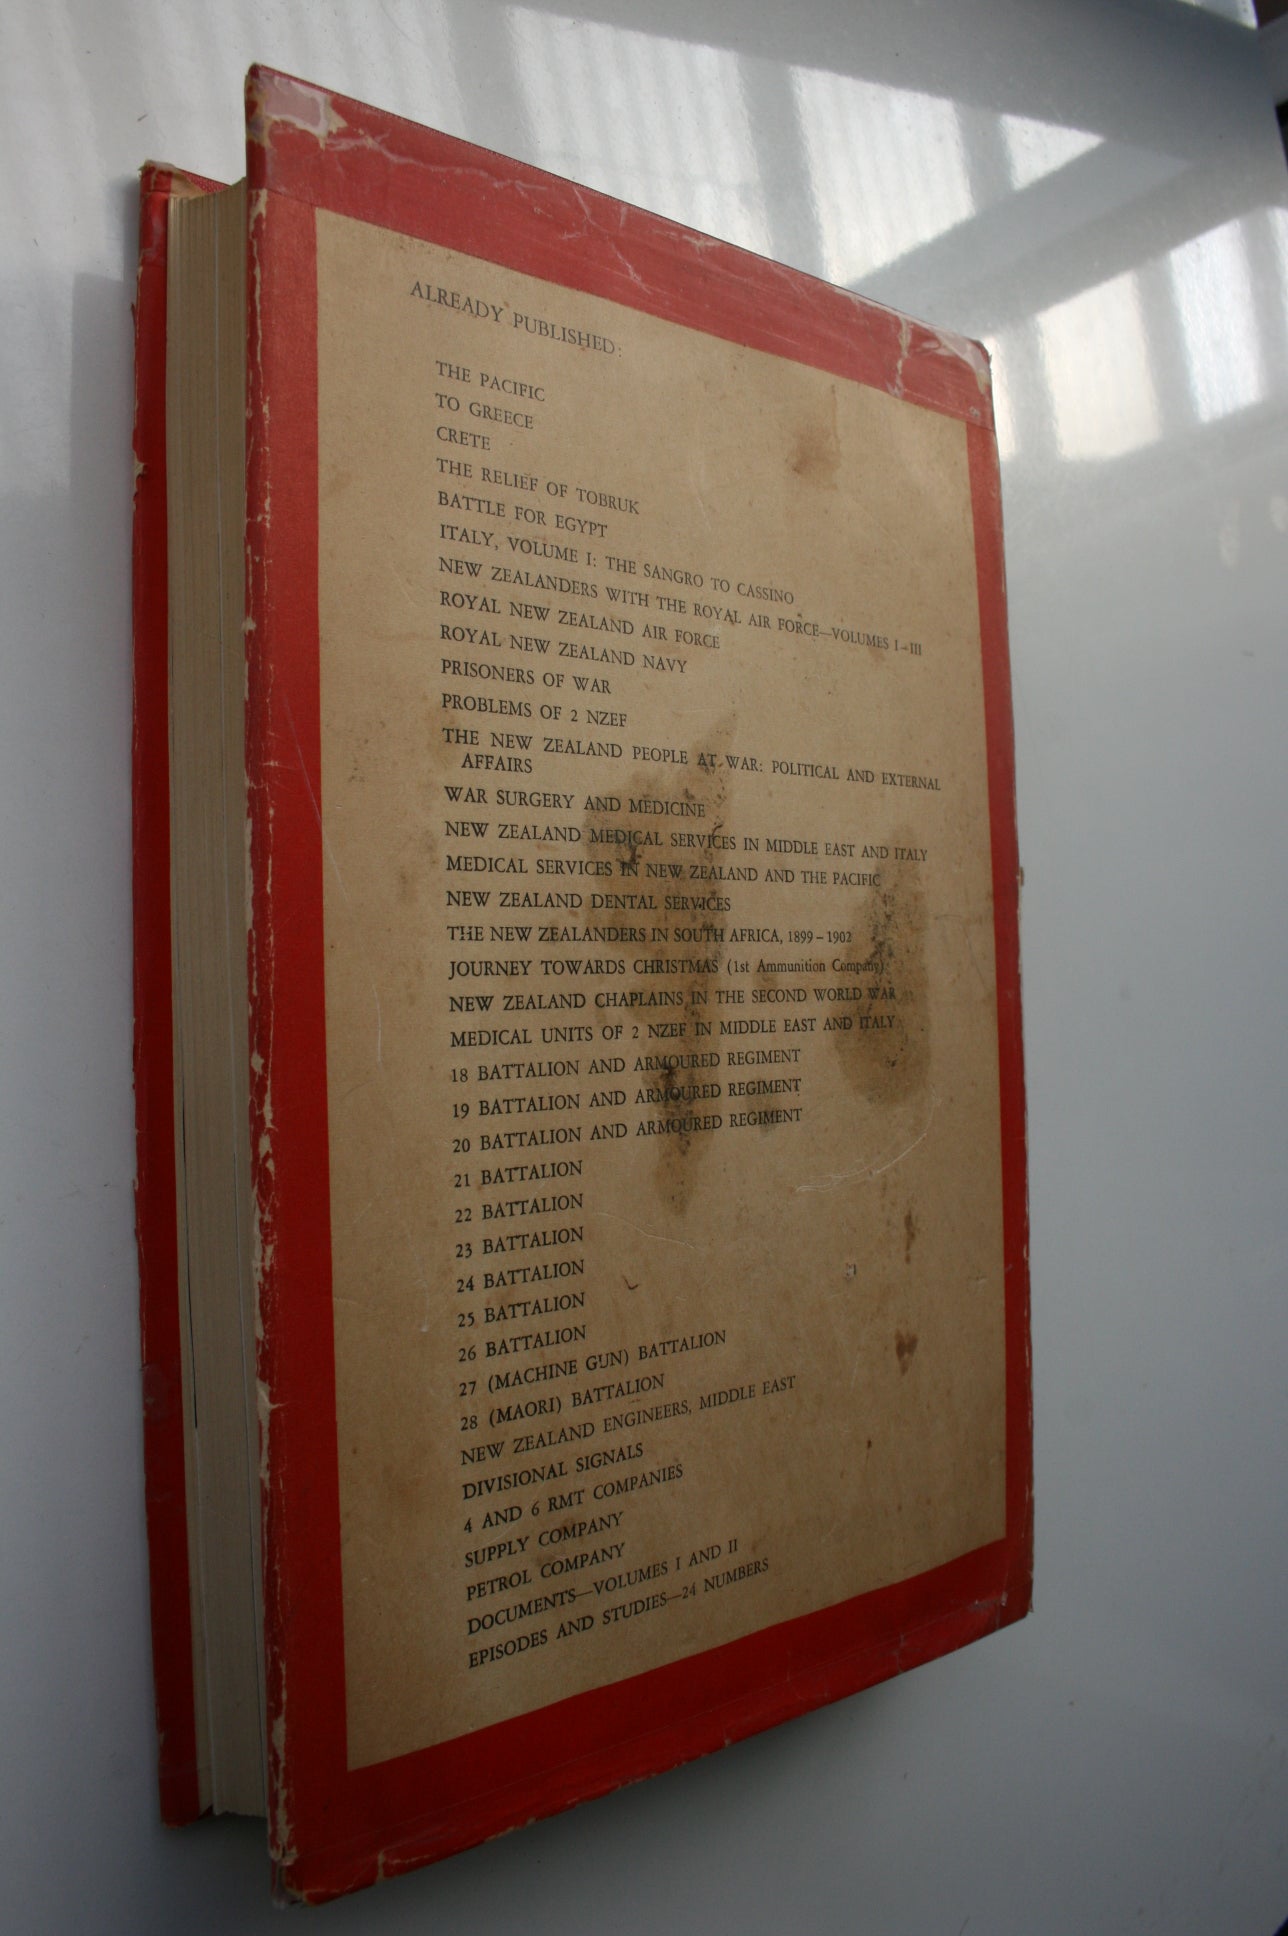 ALREADY PUBLISHED:
THE PACIFIC
TO GREECE
CRETE
THE RELIEF OF TOBRUK
BATTLE FOR EGYPT
ITALY, VOLUME I: THE SANGRO TO CASSINO
NEW ZEALANDERS WITH THE ROYAL AIR FORCE—VOLUMES I–III
ROYAL NEW ZEALAND AIR FORCE
ROYAL NEW ZEALAND NAVY
PRISONERS OF WAR
PROBLEMS OF 2 NZEF
THE NEW ZEALAND PEOPLE AT WAR: POLITICAL AND EXTERNAL
AFFAIRS
WAR SURGERY AND MEDICINE
NEW ZEALAND MEDICAL SERVICES IN MIDDLE EAST AND ITALY
MEDICAL SERVICES IN NEW ZEALAND AND THE PACIFIC
NEW ZEALAND DENTAL SERVICES
THE NEW ZEALANDERS IN SOUTH AFRICA, 1899–1902
JOURNEY TOWARDS CHRISTMAS (1st Ammunition Company)
NEW ZEALAND CHAPLAINS IN THE SECOND WORLD WAR
MEDICAL UNITS OF 2 NZEF IN MIDDLE EAST AND ITALY
18 BATTALION AND ARMOURED REGIMENT
19 BATTALION AND ARMOURED REGIMENT
20 BATTALION AND ARMOURED REGIMENT
21 BATTALION
22 BATTALION
23 BATTALION
24 BATTALION
25 BATTALION
26 BATTALION
27 (MACHINE GUN) BATTALION
28 (MAORI) BATTALION
NEW ZEALAND ENGINEERS, MIDDLE EAST
DIVISIONAL SIGNALS
4 AND 6 RMT COMPANIES
SUPPLY COMPANY
PETROL COMPANY
DOCUMENTS—VOLUMES I AND II
EPISODES AND STUDIES—24 NUMBERS